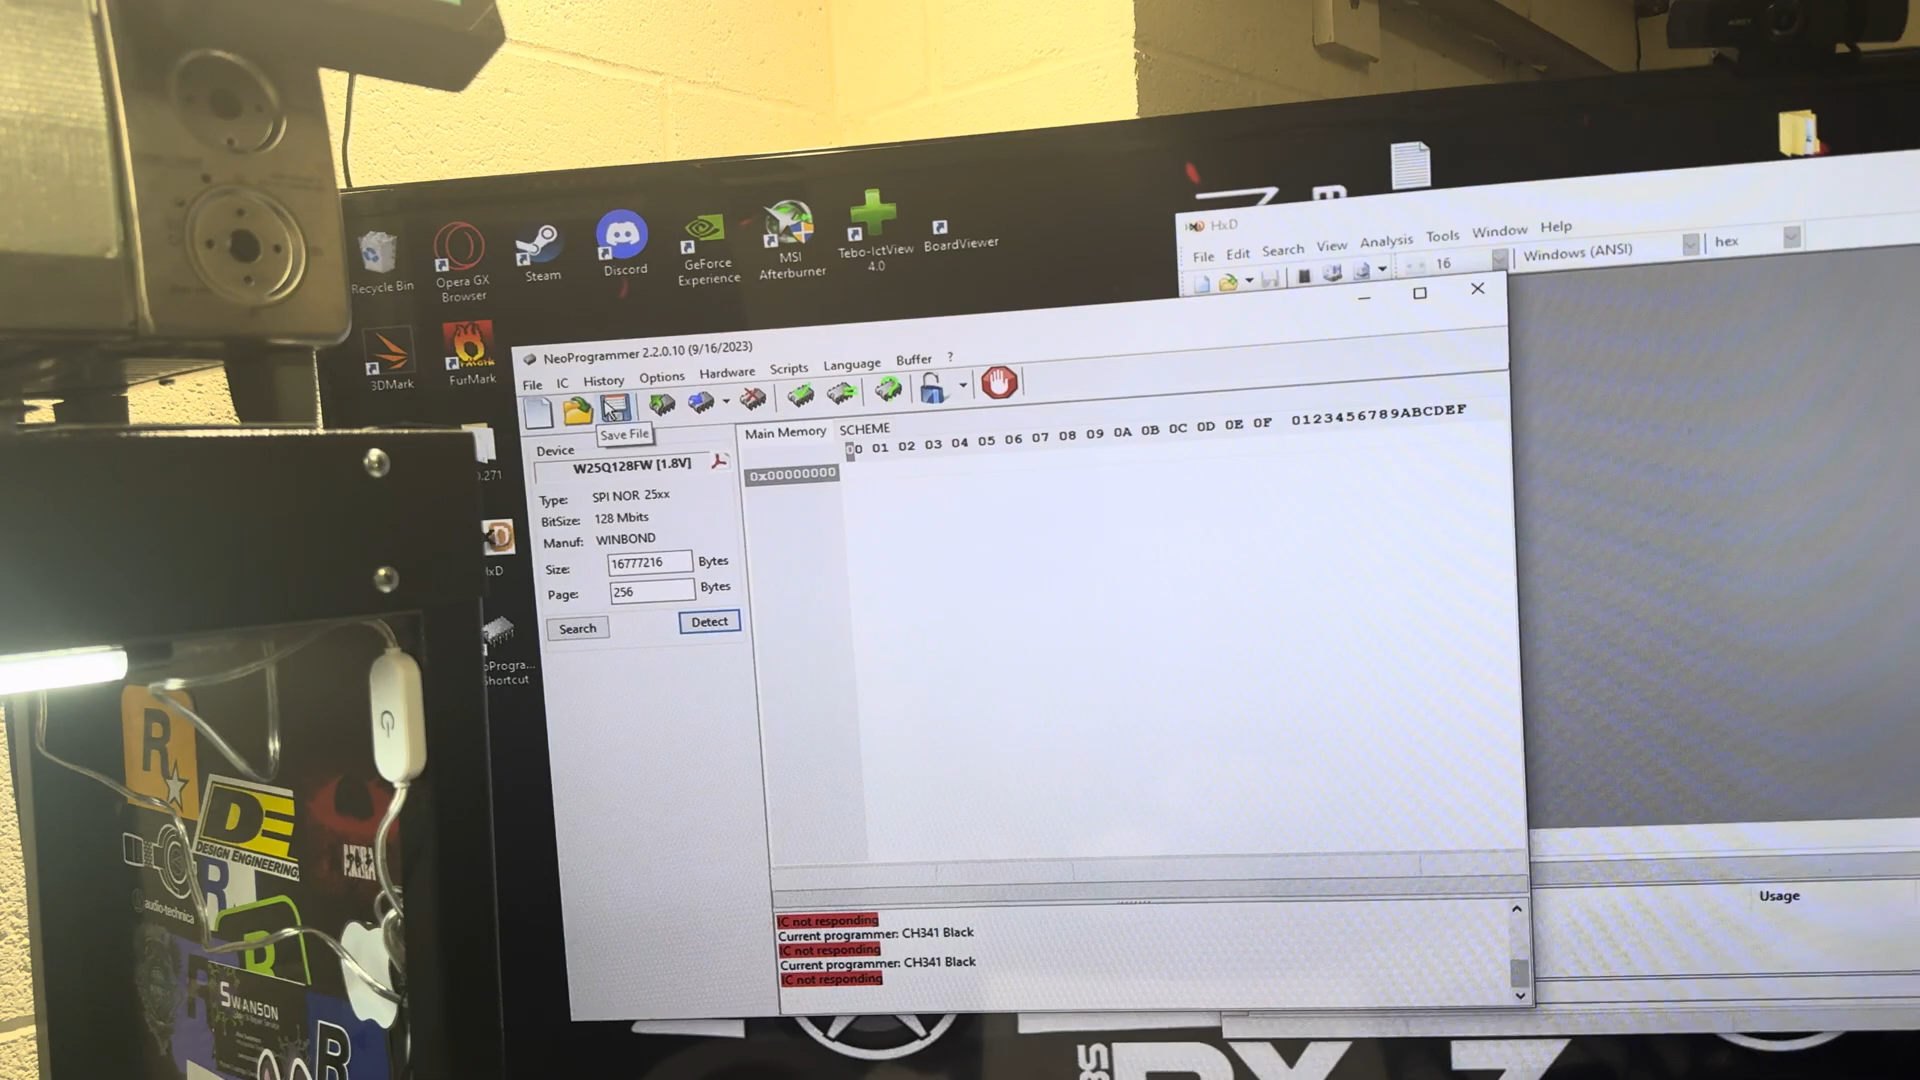 Recycle Bin
Opera GX
Browser
Steam
Discord
GeForce
Experience
MSI
Afterburner
Tebo-IctView
4.0
BoardViewer
3DMark
FurMark
HxD
File Edit Search View Analysis Tools Window Help
16
Windows (ANSI)
hex
NeoProgrammer 2.2.0.10 (9/16/2023)
File IC History Options Hardware Scripts Language Buffer ?
Save File
Device
W25Q128FW [1.8V]
Type: SPI NOR 25xx
BitSize: 128 Mbits
Manuf: WINBOND
Size: 16777216 Bytes
Page: 256 Bytes
Search
Detect
Main Memory
SCHEME
00 01 02 03 04 05 06 07 08 09 0A 0B 0C 0D 0E 0F 0123456789ABCDEF
0x00000000
IC not responding
Current programmer: CH341 Black
IC not responding
Current programmer: CH341 Black
IC not responding
Usage
.271
Shortcut
R
DE
DESIGN ENGINEERING
R
audio-technica
R
R
SWANSON
R